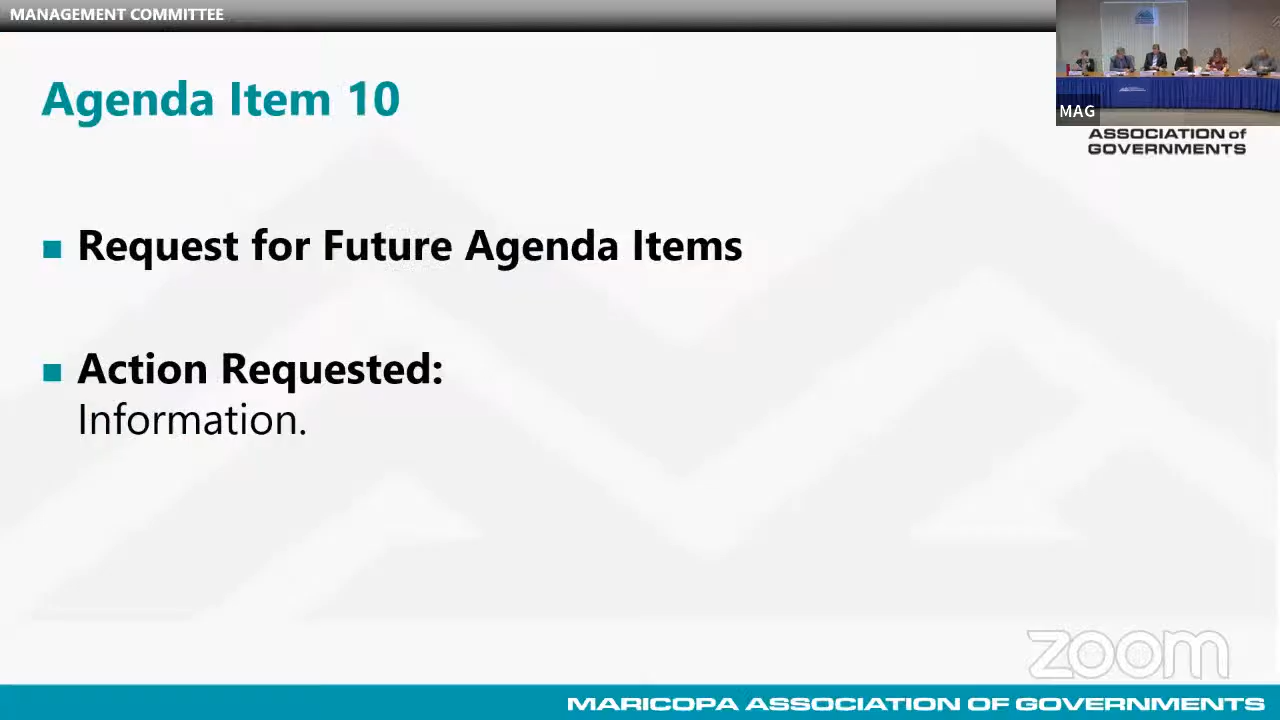 MANAGEMENT COMMITTEE
Agenda Item 10
MAG
ASSOCIATION of
GOVERNMENTS
Request for Future Agenda Items
Action Requested:
Information.
zoom
MARICOPA ASSOCIATION OF GOVERNMENTS